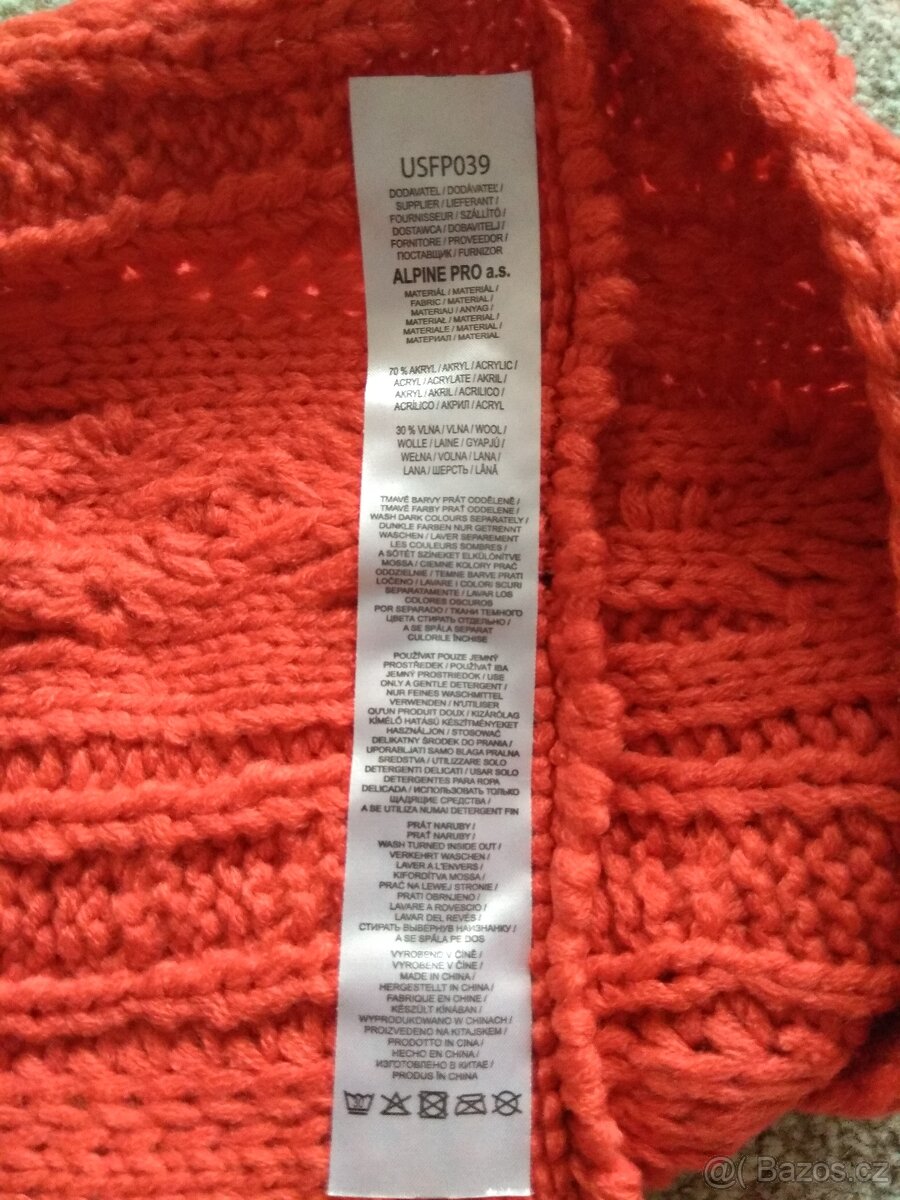 USFP039
DODAVATEL / DODÁVATEĽ /
SUPPLIER / LIEFERANT /
FOURNISSEUR / SZÁLLÍTÓ /
DOSTAWCA / DOBAVITELJ /
FORNITORE / PROVEEDOR /
ПОСТАВЩИК / FURNIZOR
ALPINE PRO a.s.
MATERIÁL / MATERIÁL /
FABRIC / MATERIAL /
MATERIAU / ANYAG /
MATERIAŁ / MATERIAL /
MATERIALE / MATERIAL /
МАТЕРИАЛ / MATERIAL
70 % AKRYL / AKRYL / ACRYLIC /
ACRYL / ACRYLATE / AKRIL /
AKRYL / AKRIL / ACRILICO /
ACRÍLICO / АКРИЛ / ACRYL
30 % VLNA / VLNA / WOOL /
WOLLE / LAINE / GYAPJÚ /
WEŁNA / VOLNA / LANA /
LANA / ШЕРСТЬ / LÂNĂ
TMAVÉ BARVY PRÁT ODDĚLENĚ /
TMAVÉ FARBY PRAŤ ODDELENE /
WASH DARK COLOURS SEPARATELY /
DUNKLE FARBEN NUR GETRENNT
WASCHEN / LAVER SEPAREMENT
LES COULEURS SOMBRES /
A SÖTÉT SZÍNEKET ELKÜLÖNÍTVE
MOSSA / CIEMNE KOLORY PRAĆ
ODDZIELNIE / TEMNE BARVE PRATI
LOČENO / LAVARE I COLORI SCURI
SEPARATAMENTE / LAVAR LOS
COLORES OSCUROS
POR SEPARADO / ТКАНИ ТЕМНОГО
ЦВЕТА СТИРАТЬ ОТДЕЛЬНО /
A SE SPĂLA SEPARAT
CULORILE ÎNCHISE
POUŽÍVAT POUZE JEMNÝ
PROSTŘEDEK / POUŽÍVAŤ IBA
JEMNÝ PROSTRIEDOK / USE
ONLY A GENTLE DETERGENT /
NUR FEINES WASCHMITTEL
VERWENDEN / N'UTILISER
QU'UN PRODUIT DOUX / KIZÁRÓLAG
KÍMÉLŐ HATÁSÚ KÉSZÍTMÉNYEKET
HASZNÁLJON / STOSOWAĆ
DELIKATNY ŚRODEK DO PRANIA /
UPORABLJATI SAMO BLAGA PRALNA
SREDSTVA / UTILIZZARE SOLO
DETERGENTI DELICATI / USAR SOLO
DETERGENTES PARA ROPA
DELICADA / ИСПОЛЬЗОВАТЬ ТОЛЬКО
ЩАДЯЩИЕ СРЕДСТВА /
A SE UTILIZA NUMAI DETERGENT FIN
PRÁT NARUBY /
PRAŤ NARUBY /
WASH TURNED INSIDE OUT /
VERKEHRT WASCHEN /
LAVER A L'ENVERS /
KIFORDÍTVA MOSSA /
PRAĆ NA LEWEJ STRONIE /
PRATI OBRNJENO /
LAVARE A ROVESCIO /
LAVAR DEL REVÉS /
СТИРАТЬ ВЫВЕРНУВ НАИЗНАНКУ /
A SE SPĂLA PE DOS
VYROBENO V ČÍNĚ /
VYROBENÉ V ČÍNE /
MADE IN CHINA /
HERGESTELLT IN CHINA /
FABRIQUE EN CHINE /
KÉSZÜLT KÍNÁBAN /
WYPRODUKOWANO W CHINACH /
PROIZVEDENO NA KITAJSKEM /
PRODOTTO IN CINA /
HECHO EN CHINA /
ИЗГОТОВЛЕНО В КИТАЕ /
PRODUS ÎN CHINA
@( Bazoš.cz